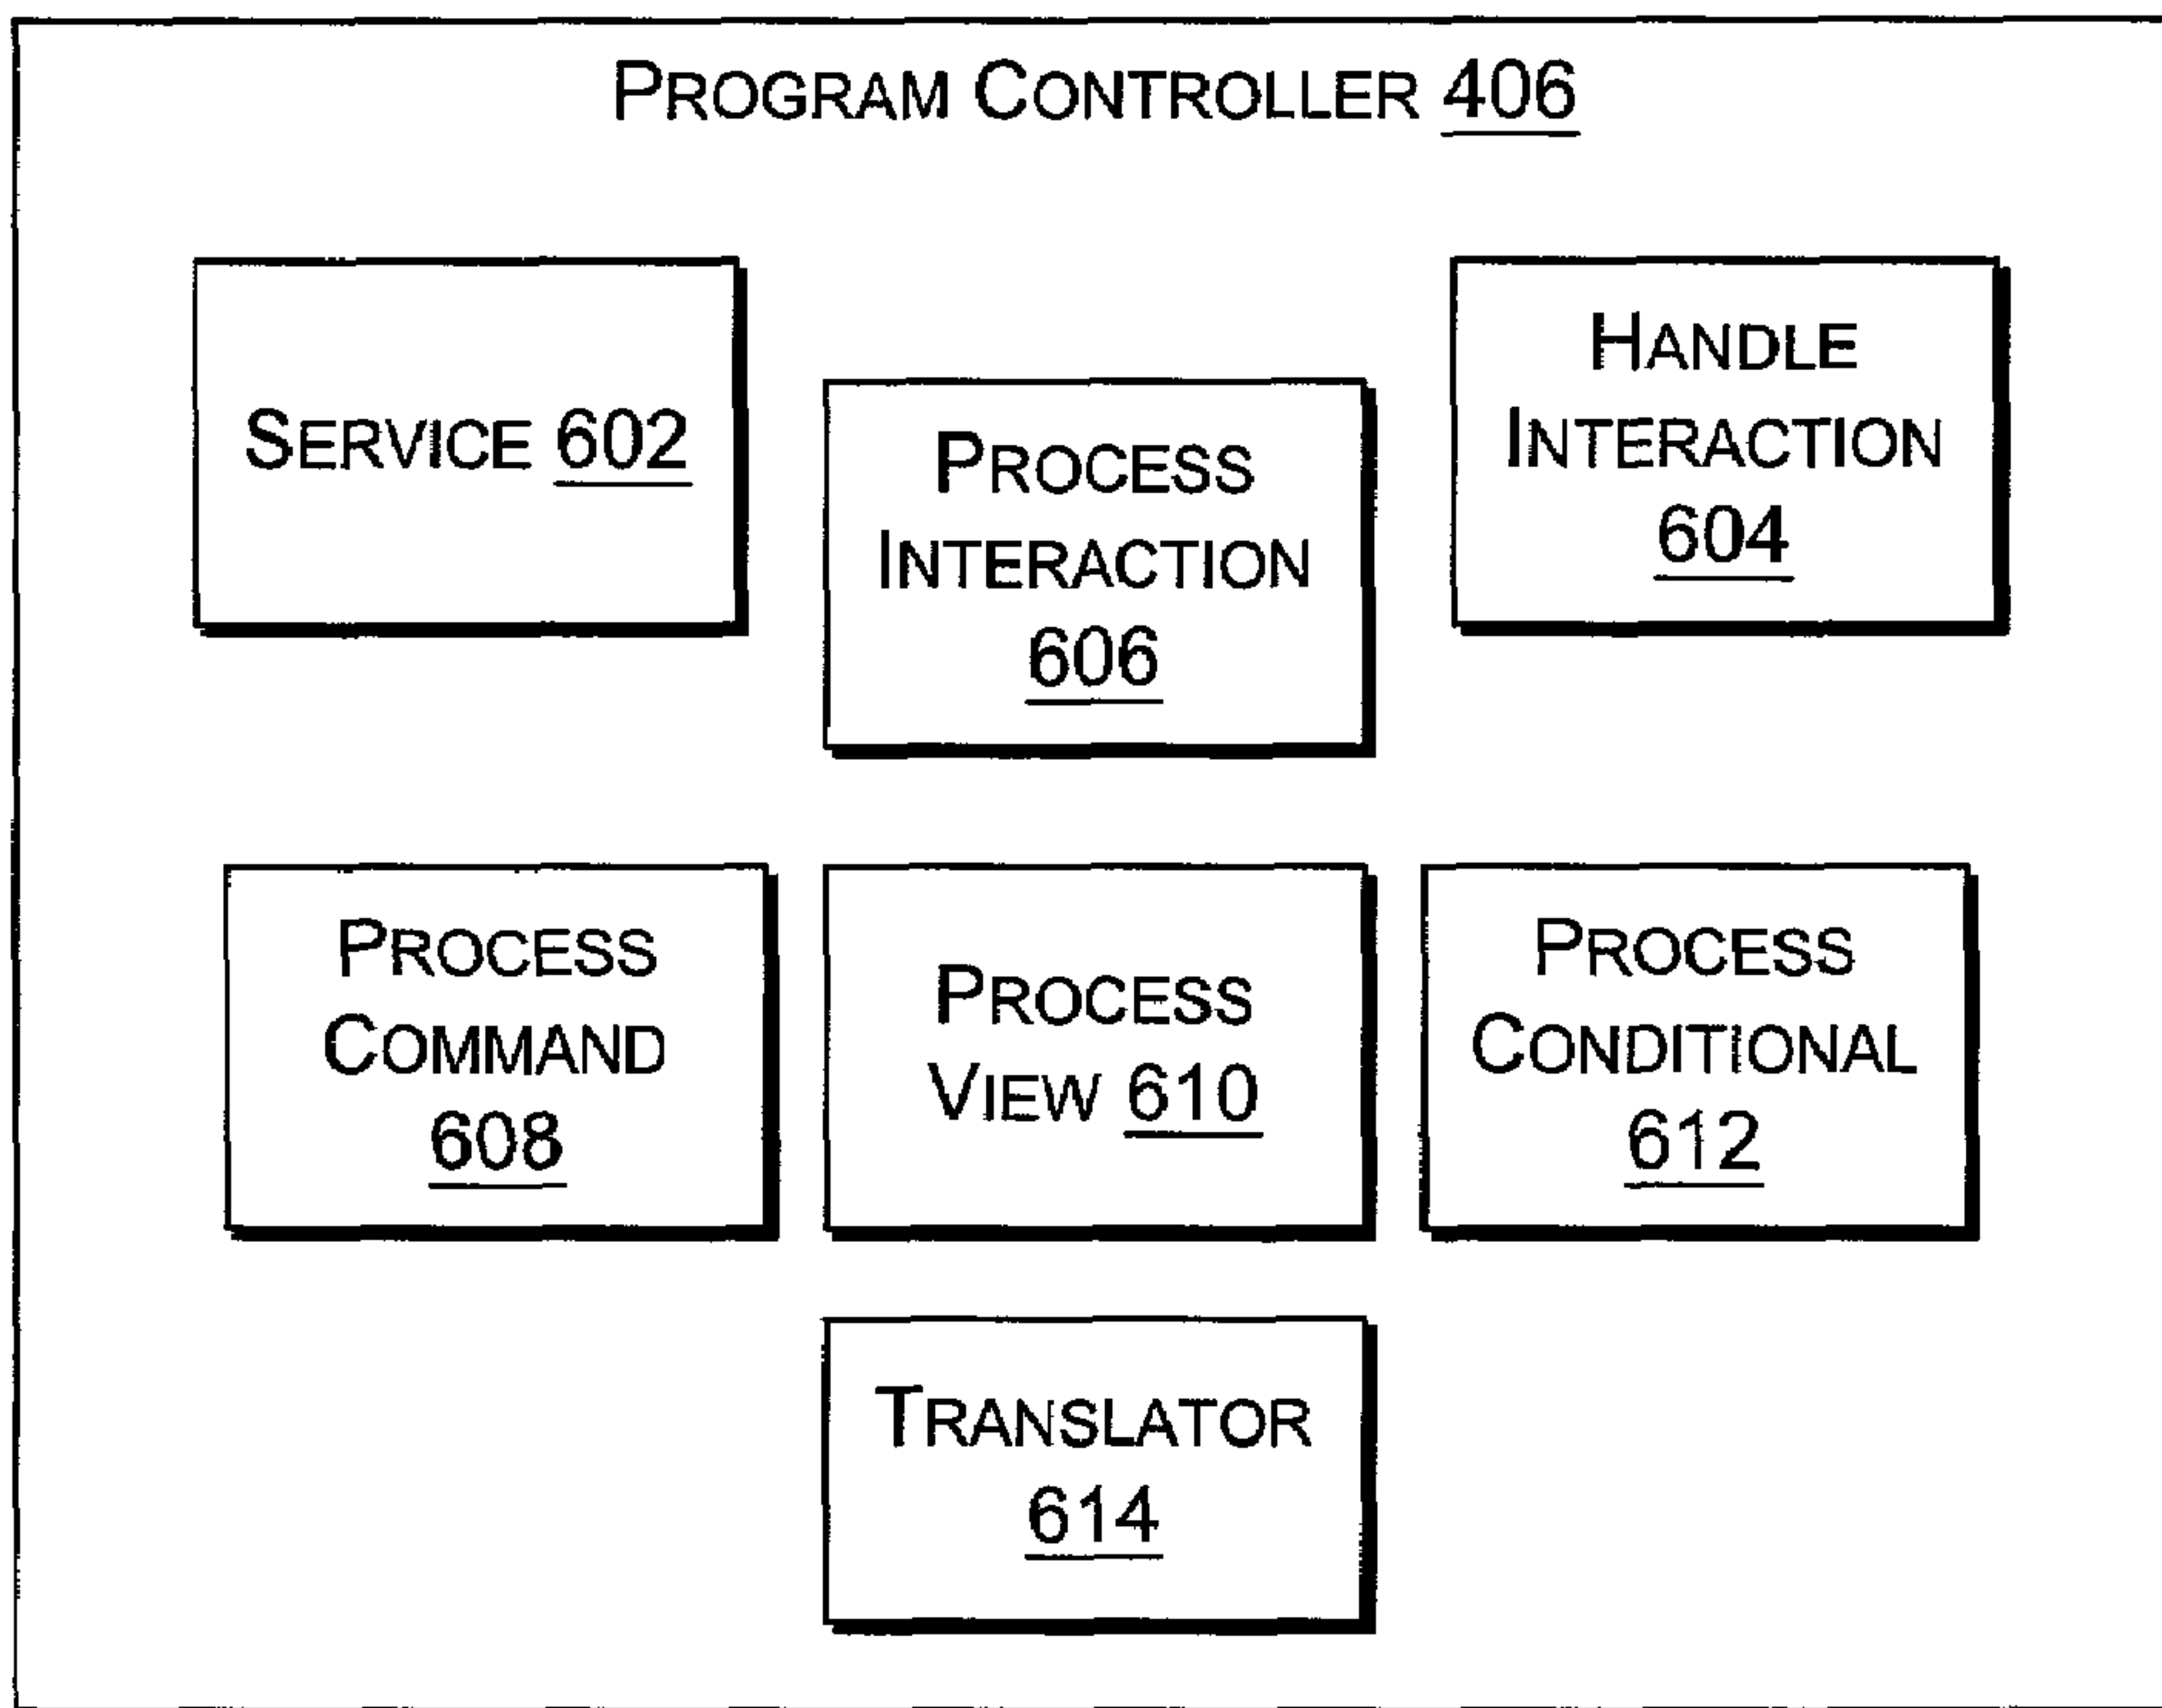 PROGRAM CONTROLLER 406
SERVICE 602
HANDLE
INTERACTION
604
PROCESS
INTERACTION
606
PROCESS
COMMAND
608
PROCESS
VIEW 610
PROCESS
CONDITIONAL
612
TRANSLATOR
614